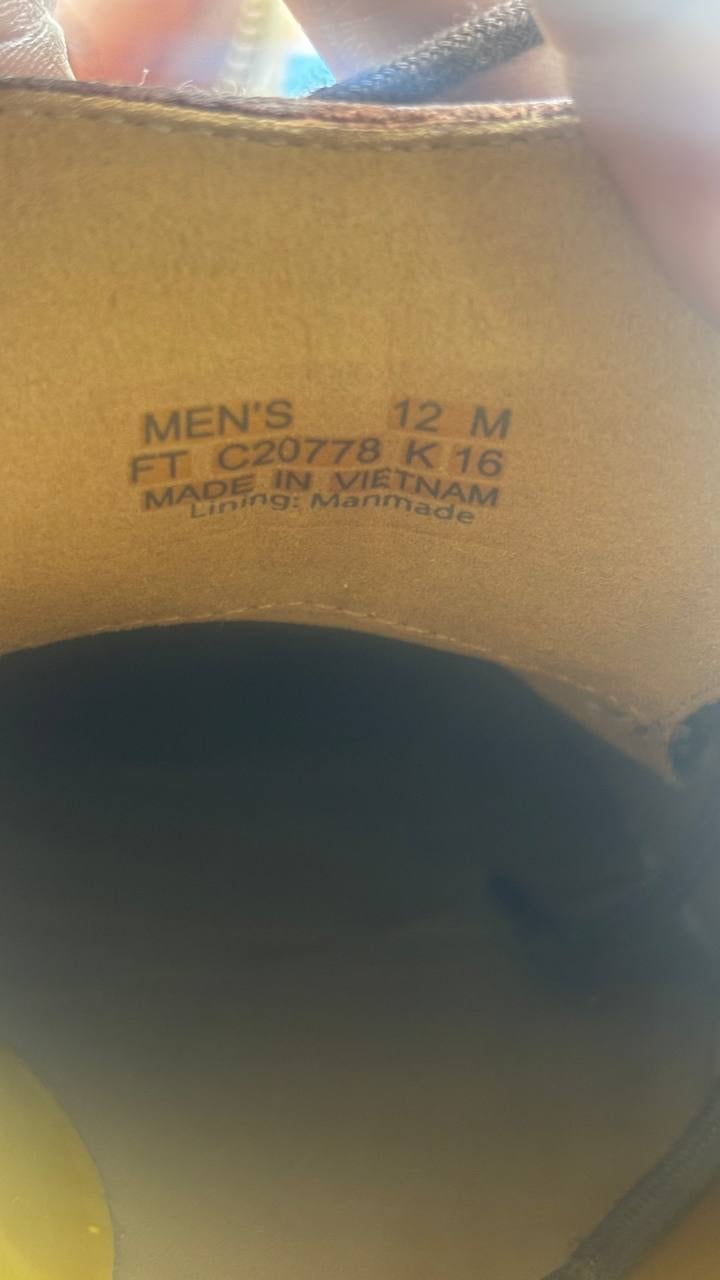 MEN'S 12 M
FT C20778 K 16
MADE IN VIETNAM
Lining: Manmade